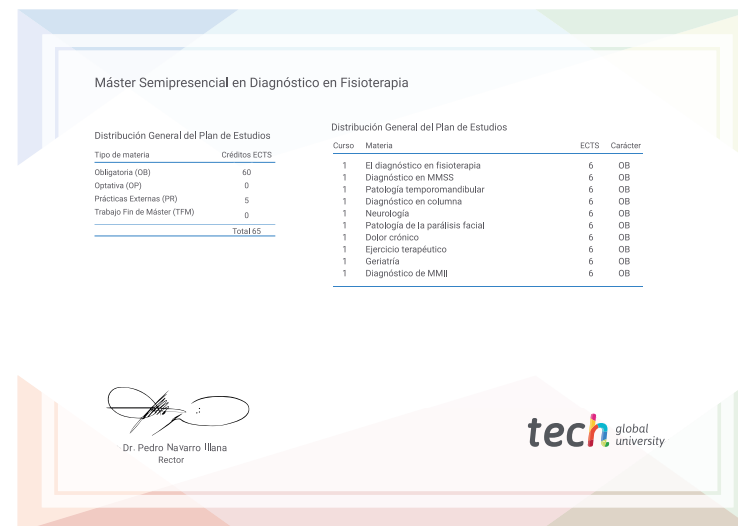 Máster Semipresencial en Diagnóstico en Fisioterapia
Distribución General del Plan de Estudios
Tipo de materia Créditos ECTS
Obligatoria (OB) 60
Optativa (OP) 0
Prácticas Externas (PR) 5
Trabajo Fin de Máster (TFM) 0
Total 65
Distribución General del Plan de Estudios
Curso Materia ECTS Carácter
1 El diagnóstico en fisioterapia 6 OB
1 Diagnóstico en MMSS 6 OB
1 Patología temporomandibular 6 OB
1 Diagnóstico en columna 6 OB
1 Neurología 6 OB
1 Patología de la parálisis facial 6 OB
1 Dolor crónico 6 OB
1 Ejercicio terapéutico 6 OB
1 Geriatría 6 OB
1 Diagnóstico de MMII 6 OB
Dr. Pedro Navarro Illana
Rector
tech global
university